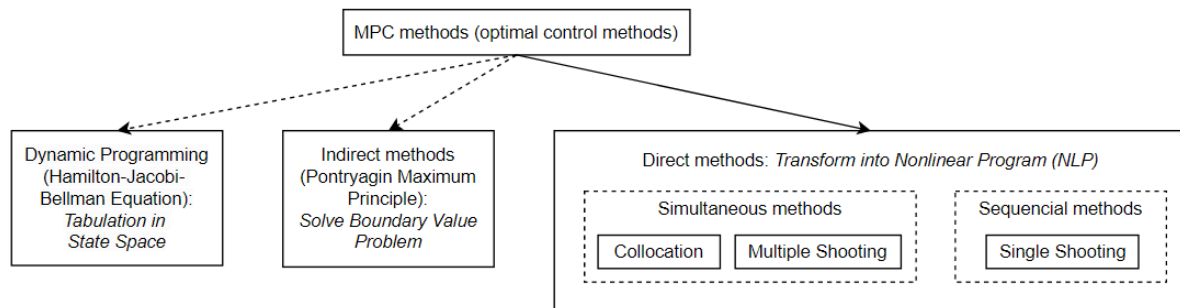 MPC methods (optimal control methods)
Dynamic Programming
(Hamilton-Jacobi-
Bellman Equation):
Tabulation in
State Space
Indirect methods
(Pontryagin Maximum
Principle):
Solve Boundary Value
Problem
Direct methods: Transform into Nonlinear Program (NLP)
Simultaneous methods
Collocation
Multiple Shooting
Sequencial methods
Single Shooting